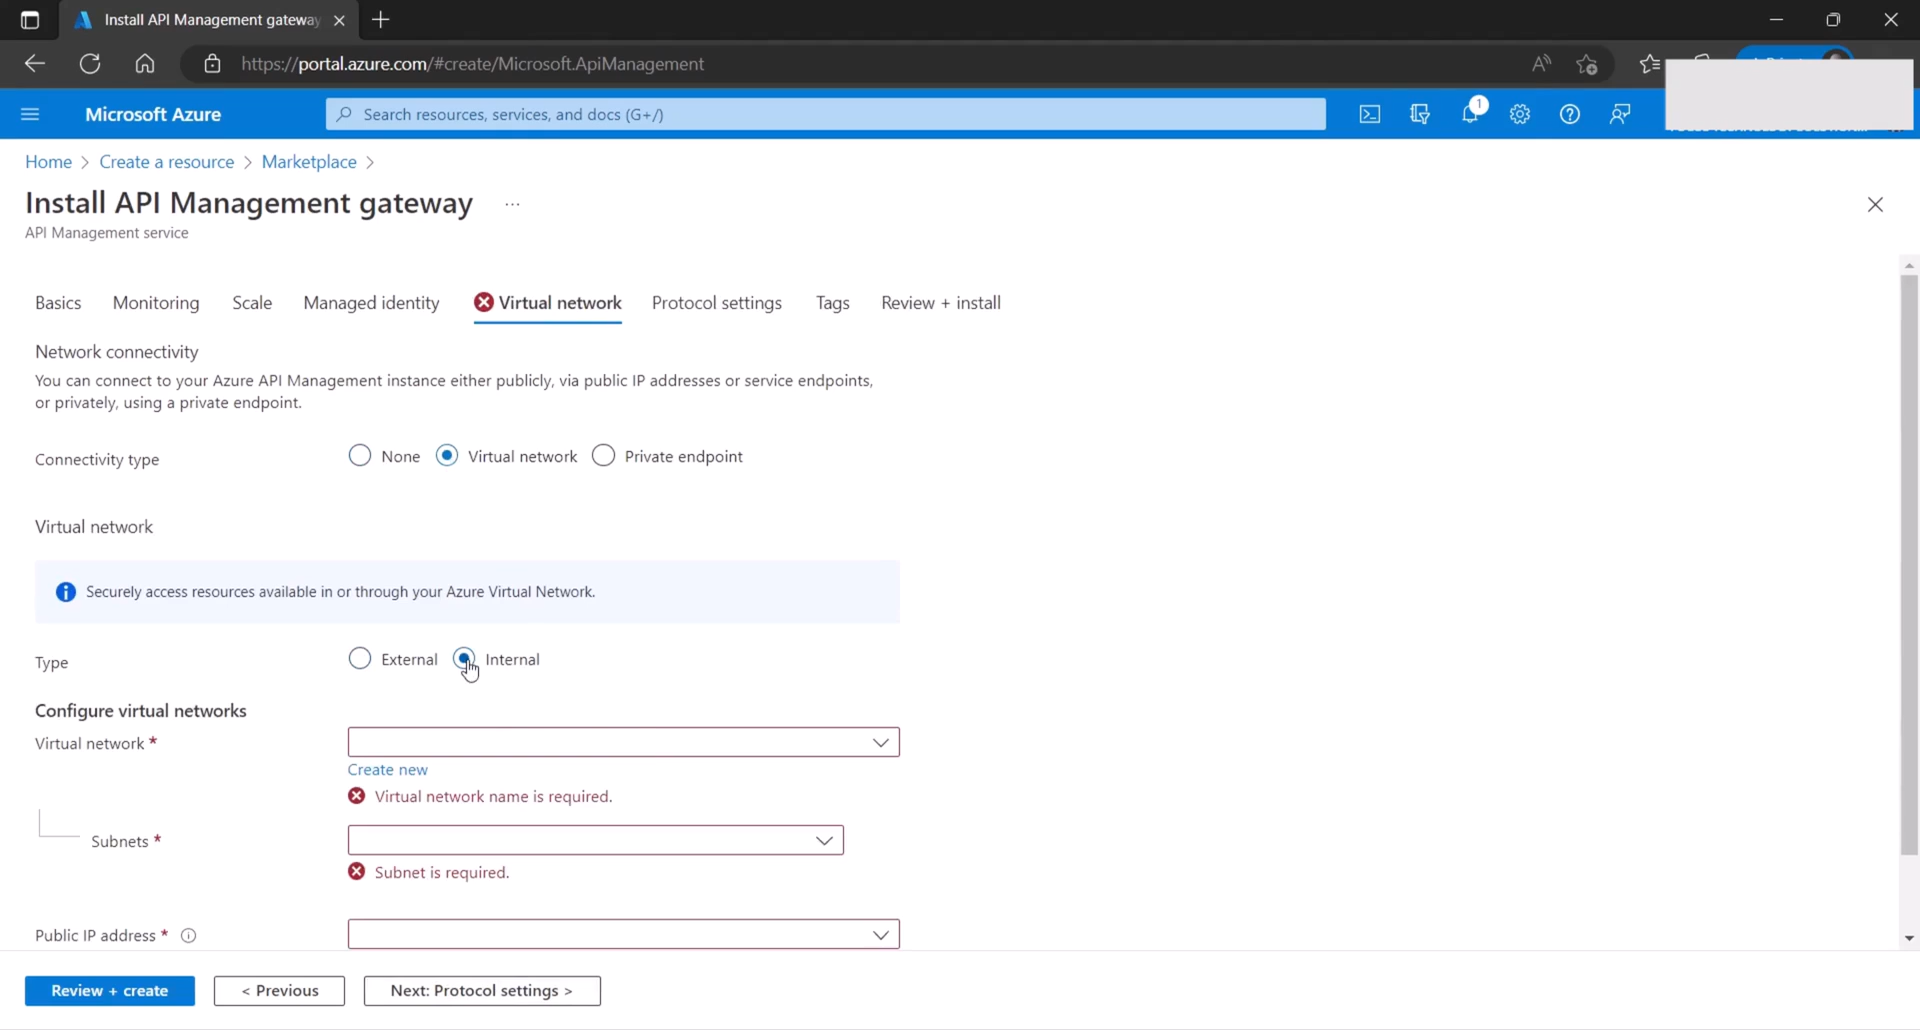 Install API Management gateway
https://portal.azure.com/#create/Microsoft.ApiManagement
Microsoft Azure
Search resources, services, and docs (G+/)
1
Home > Create a resource > Marketplace >
Install API Management gateway ...
API Management service
Basics Monitoring Scale Managed identity Virtual network Protocol settings Tags Review + install
Network connectivity
You can connect to your Azure API Management instance either publicly, via public IP addresses or service endpoints,
or privately, using a private endpoint.
Connectivity type None Virtual network Private endpoint
Virtual network
Securely access resources available in or through your Azure Virtual Network.
Type External Internal
Configure virtual networks
Virtual network *
Create new
Virtual network name is required.
Subnets *
Subnet is required.
Public IP address *
Review + create < Previous Next: Protocol settings >